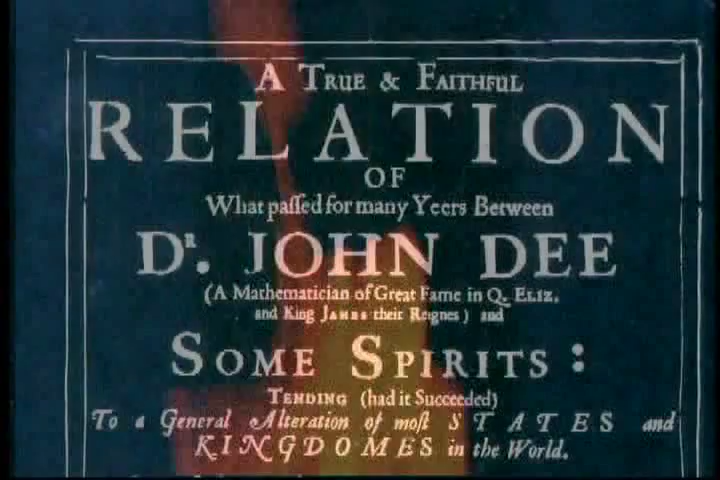 A TRUE & FAITHFUL
RELATION
OF
What paſſed for many Yeers Between
Dʳ. JOHN DEE
(A Mathematician of Great Fame in Q. ELIZ.
and King JAMES their Reignes) and
SOME SPIRITS:
TENDING (had it Succeeded)
To a General Alteration of moſt STATES and
KINGDOMES in the World.